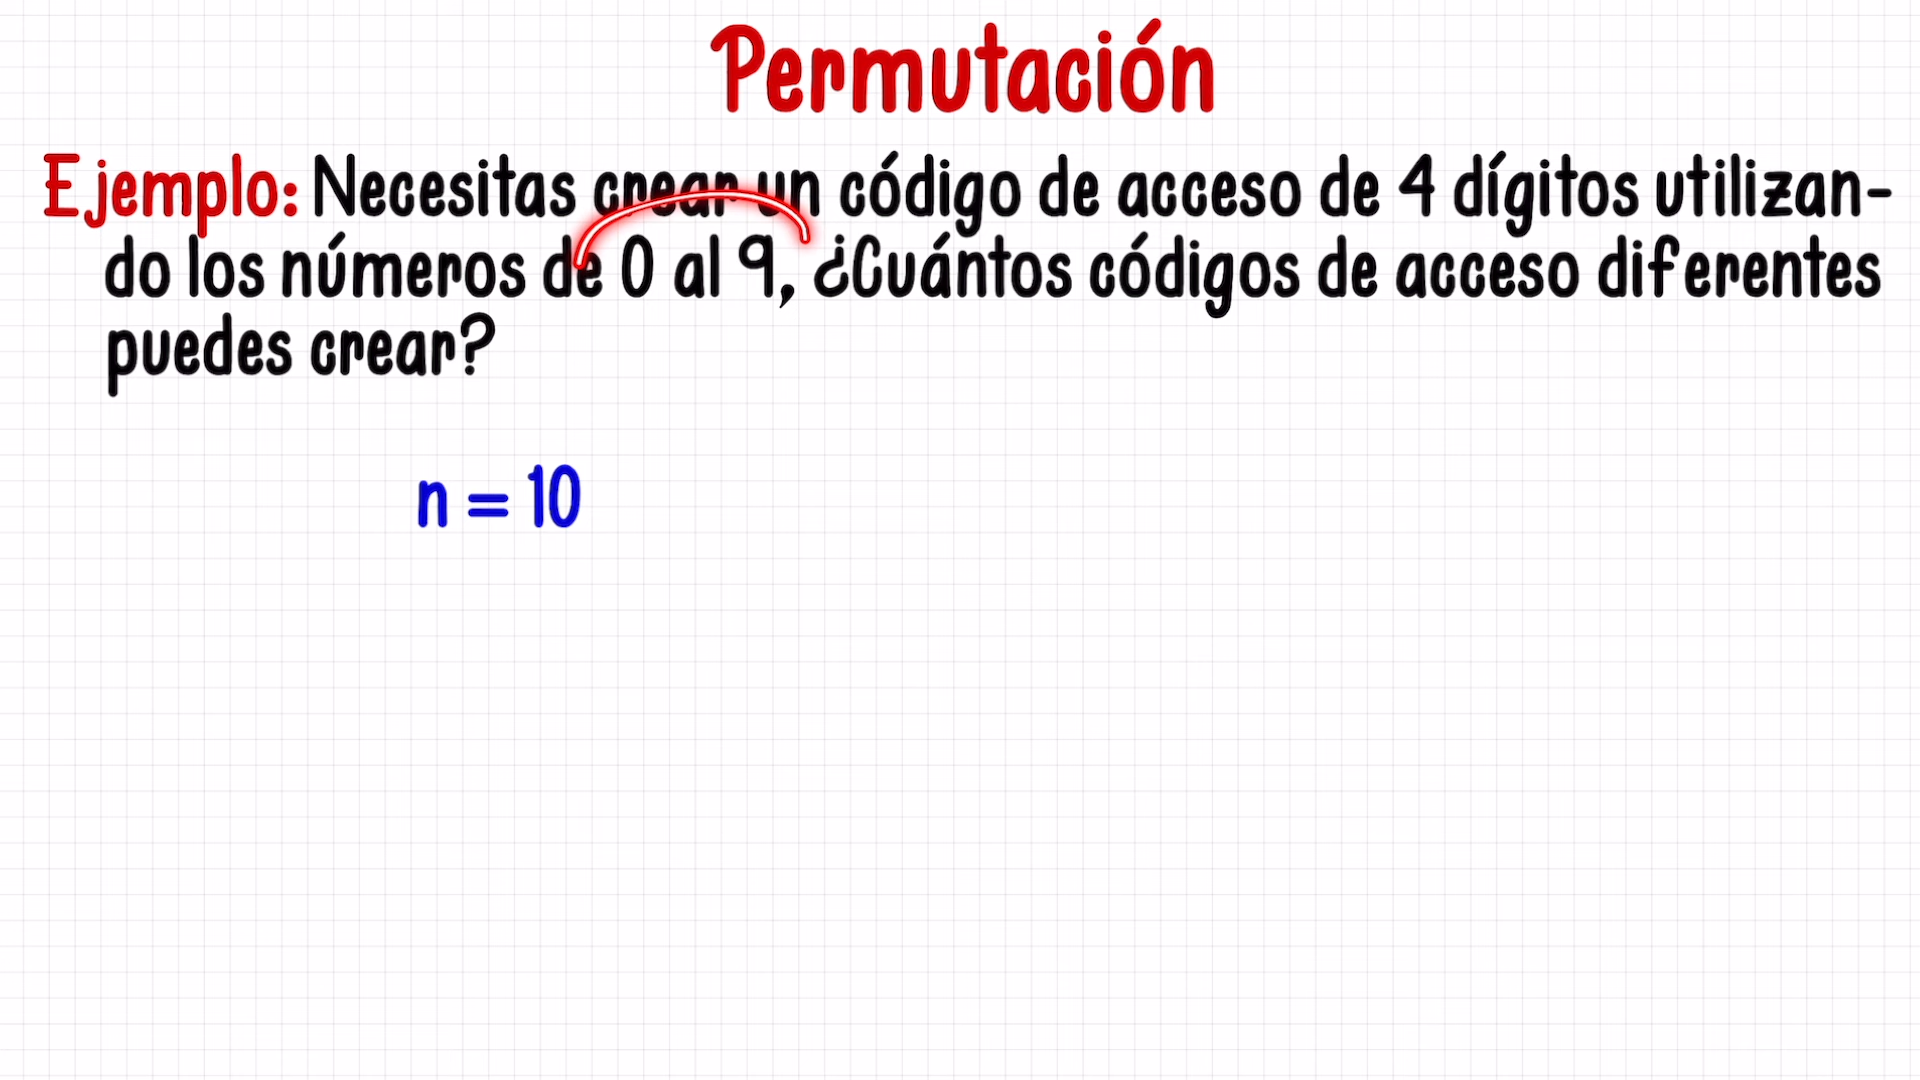 Permutación
Ejemplo: Necesitas crear un código de acceso de 4 dígitos utilizan-
do los números de 0 al 9, ¿Cuántos códigos de acceso diferentes
puedes crear?
n = 10